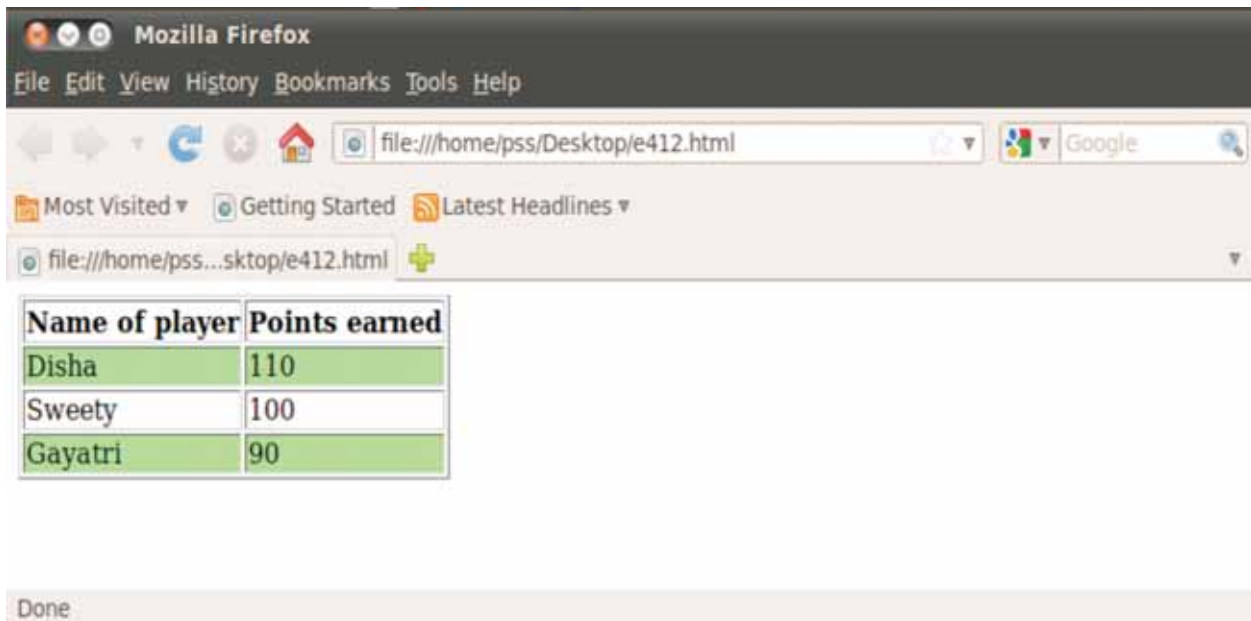 Mozilla Firefox
File Edit View History Bookmarks Tools Help
file:///home/pss/Desktop/e412.html Google
Most Visited Getting Started Latest Headlines
file:///home/pss...sktop/e412.html
Name of player Points earned
Disha 110
Sweety 100
Gayatri 90
Done